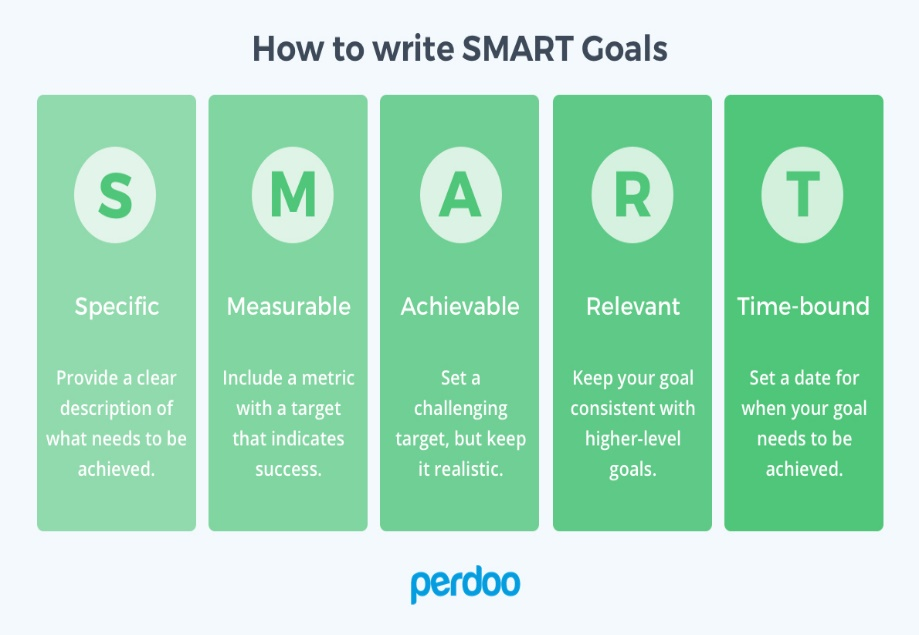 How to write SMART Goals
S
Specific
Provide a clear
description of
what needs to be
achieved.
M
Measurable
Include a metric
with a target
that indicates
success.
A
Achievable
Set a
challenging
target, but keep
it realistic.
R
Relevant
Keep your goal
consistent with
higher-level
goals.
T
Time-bound
Set a date for
when your goal
needs to be
achieved.
perdoo